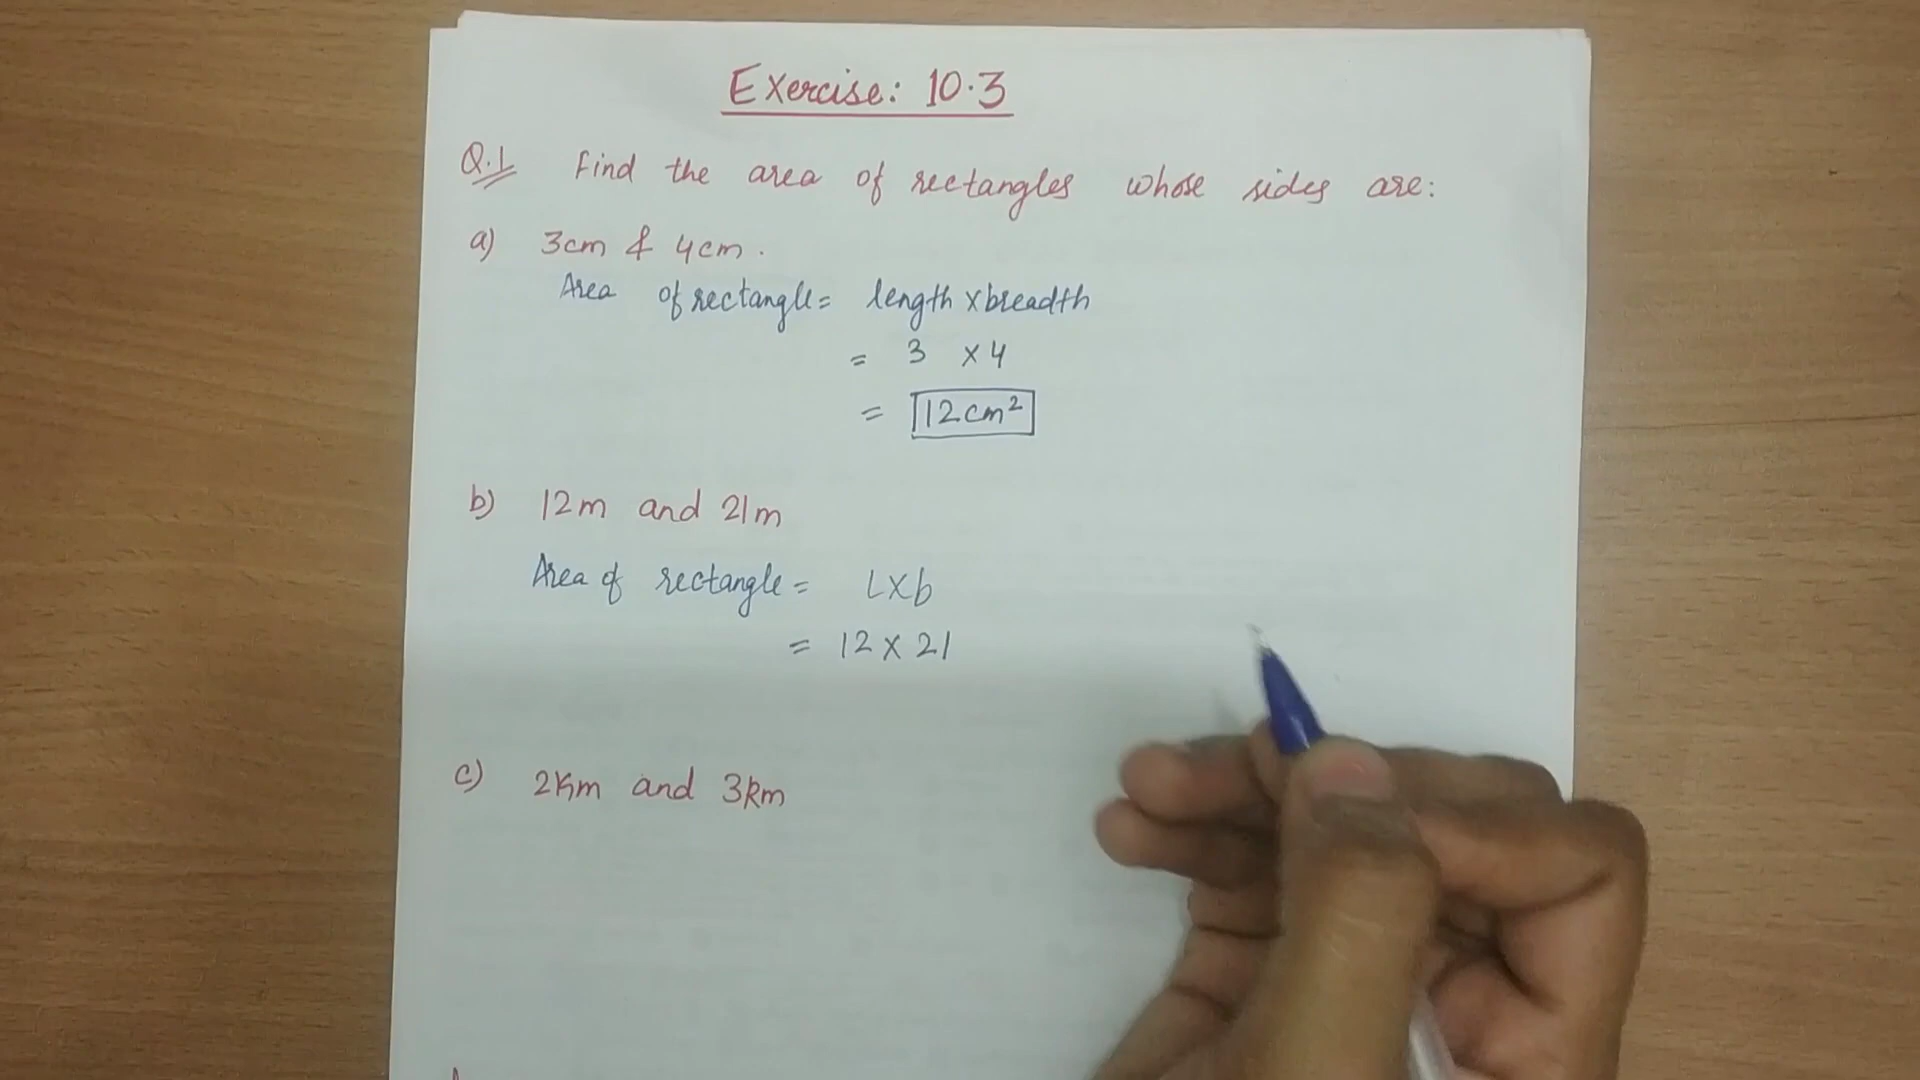 Exercise: 10.3
Q.1 Find the area of rectangles whose sides are:
a) 3cm & 4cm.
Area of rectangle = length x breadth
= 3 x 4
= 12cm²
b) 12m and 21m
Area of rectangle = L x b
= 12 x 21
c) 2Km and 3km